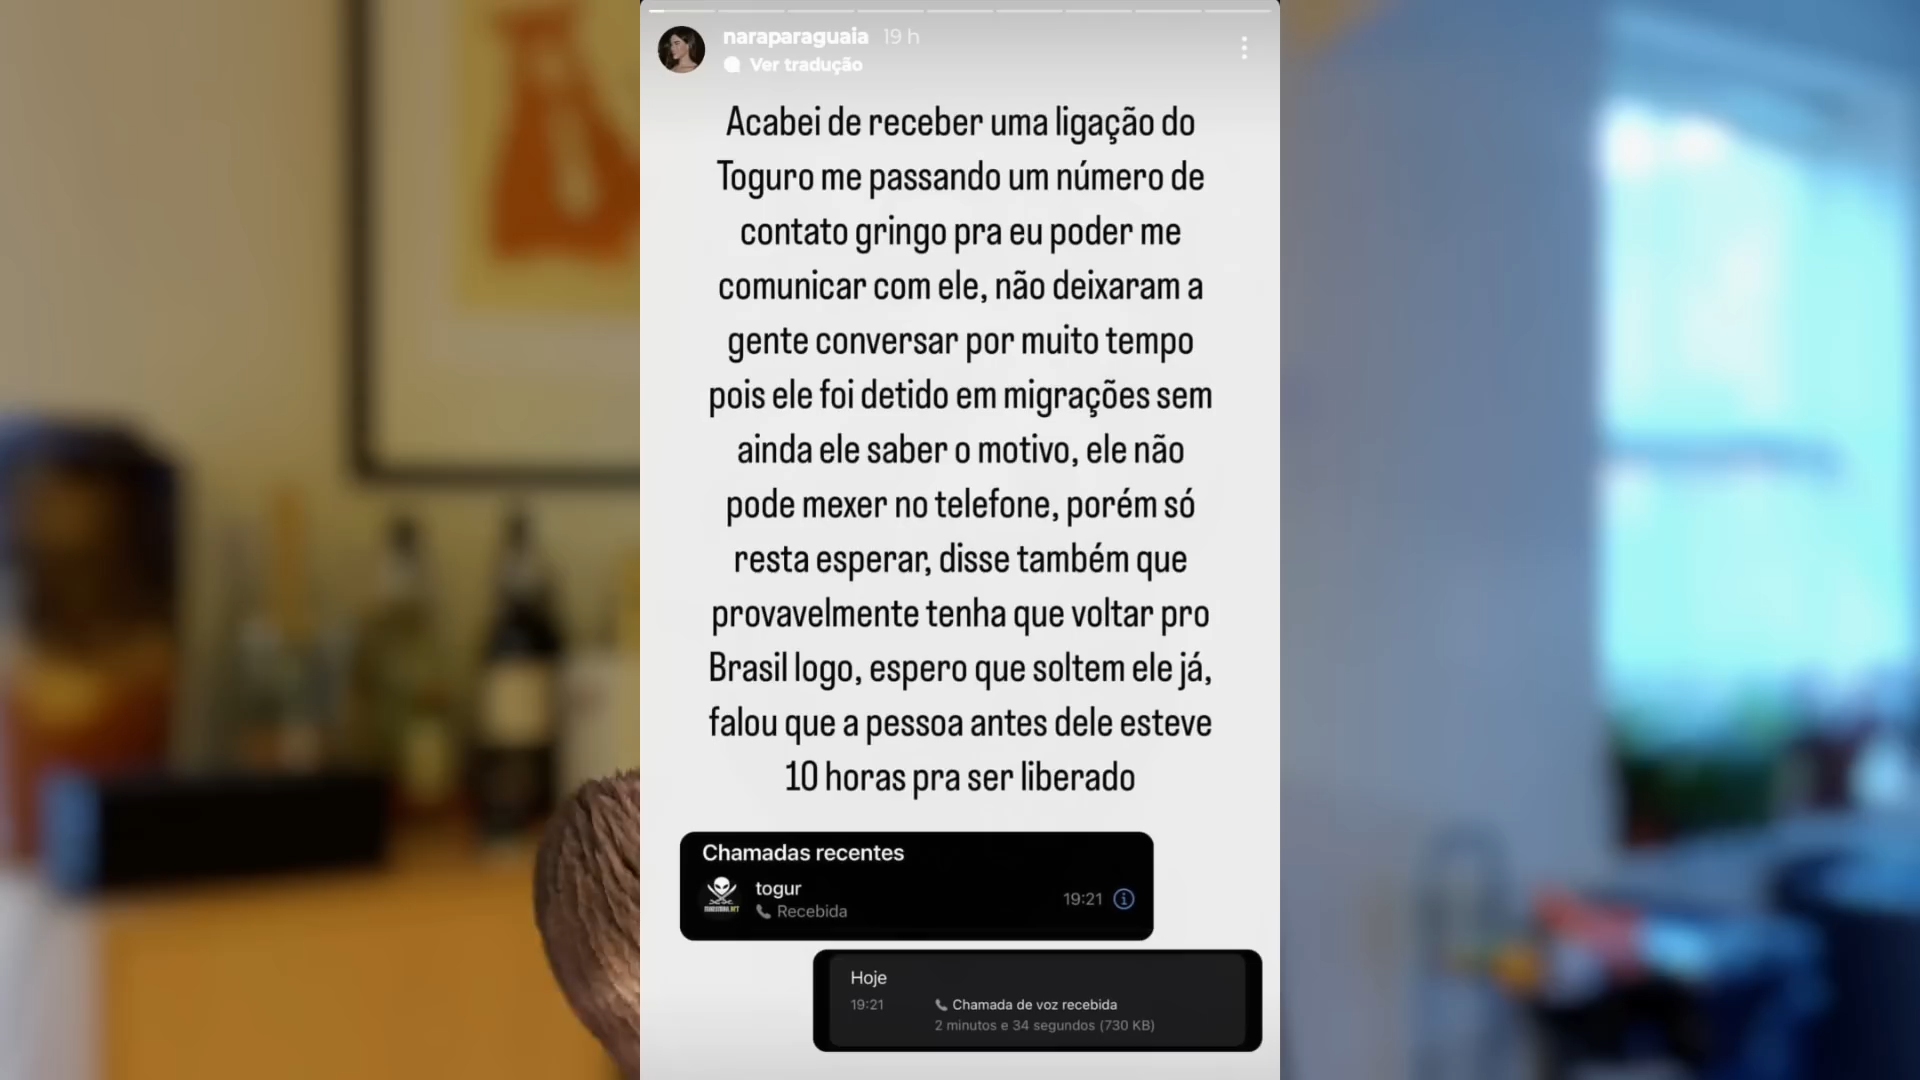 naraparaguaia 19 h
Ver tradução
Acabei de receber uma ligação do
Toguro me passando um número de
contato gringo pra eu poder me
comunicar com ele, não deixaram a
gente conversar por muito tempo
pois ele foi detido em migrações sem
ainda ele saber o motivo, ele não
pode mexer no telefone, porém só
resta esperar, disse também que
provavelmente tenha que voltar pro
Brasil logo, espero que soltem ele já,
falou que a pessoa antes dele esteve
10 horas pra ser liberado
Chamadas recentes
togur
19:21
Recebida
Hoje
19:21 Chamada de voz recebida
2 minutos e 34 segundos (730 KB)